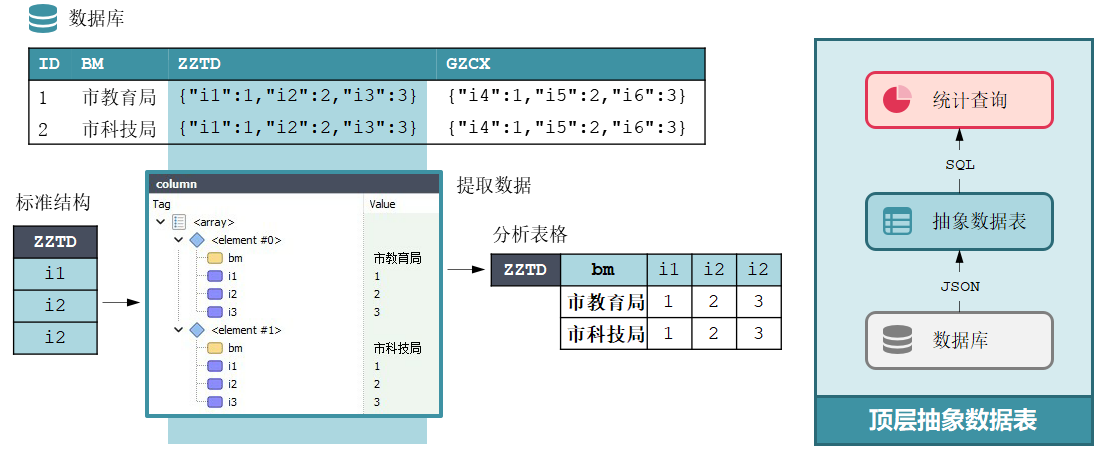 数据库
ID BM ZZTD GZCX
1 市教育局 {"i1":1,"i2":2,"i3":3} {"i4":1,"i5":2,"i6":3}
2 市科技局 {"i1":1,"i2":2,"i3":3} {"i4":1,"i5":2,"i6":3}
标准结构
ZZTD
i1
i2
i2
column
Tag Value
<array>
<element #0>
bm 市教育局
i1 1
i2 2
i3 3
<element #1>
bm 市科技局
i1 1
i2 2
i3 3
提取数据
分析表格
ZZTD bm i1 i2 i2
市教育局 1 2 3
市科技局 1 2 3
统计查询
SQL
抽象数据表
JSON
数据库
顶层抽象数据表